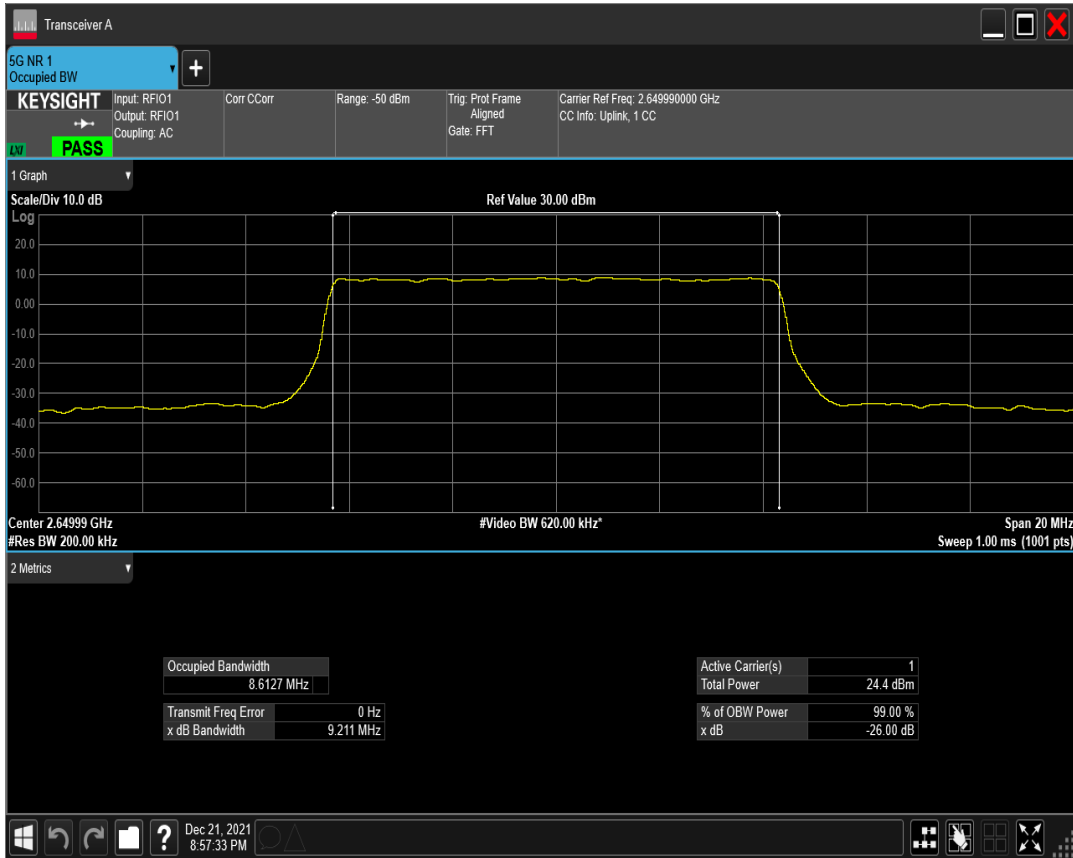 Transceiver A
5G NR 1
Occupied BW
+
KEYSIGHT
Input: RFIO1
Output: RFIO1
Coupling: AC
Corr CCorr
Range: -50 dBm
Trig: Prot Frame
Aligned
Gate: FFT
Carrier Ref Freq: 2.649990000 GHz
CC Info: Uplink, 1 CC
LXI
PASS
1 Graph
Scale/Div 10.0 dB
Ref Value 30.00 dBm
Log
20.0
10.0
0.00
-10.0
-20.0
-30.0
-40.0
-50.0
-60.0
Center 2.64999 GHz
#Video BW 620.00 kHz*
Span 20 MHz
#Res BW 200.00 kHz
Sweep 1.00 ms (1001 pts)
2 Metrics
Occupied Bandwidth
8.6127 MHz
Transmit Freq Error 0 Hz
x dB Bandwidth 9.211 MHz
Active Carrier(s) 1
Total Power 24.4 dBm
% of OBW Power 99.00 %
x dB -26.00 dB
?
Dec 21, 2021
8:57:33 PM